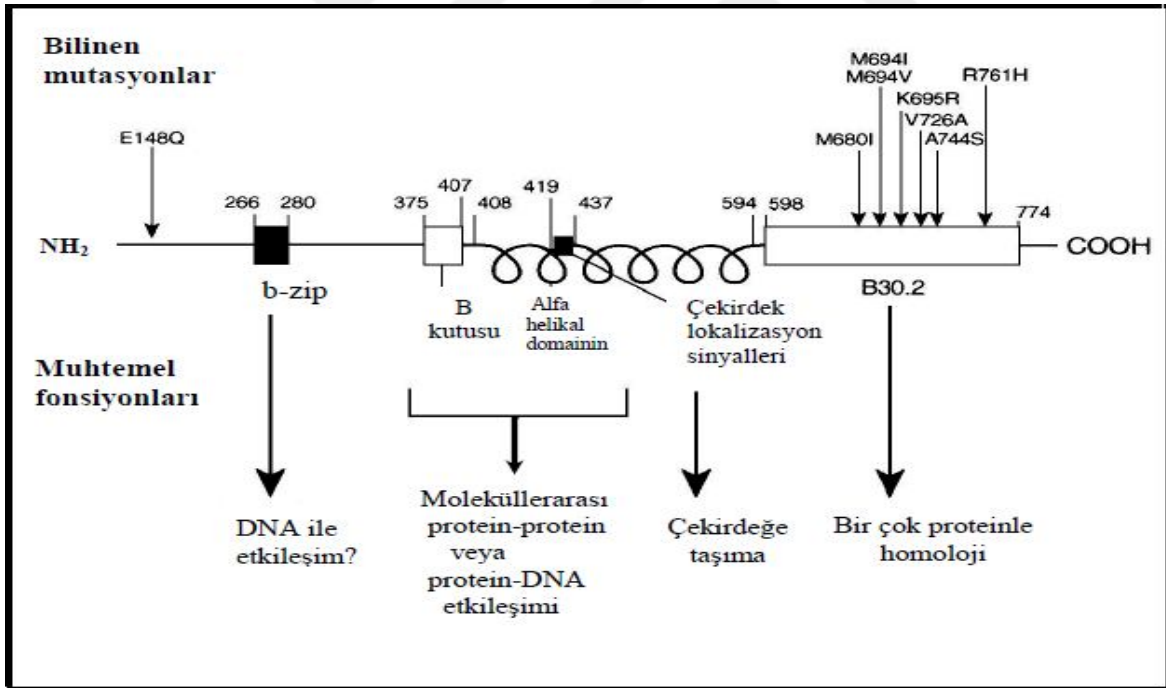 Bilinen
mutasyonlar
E148Q
M694I
M694V
R761H
K695R
V726A
M680I
A744S
266
280
375
407
408
419
437
594
598
774
NH₂
COOH
b-zip
B
kutusu
Alfa
helikal
domainin
Çekirdek
lokalizasyon
sinyalleri
B30.2
Muhtemel
fonsiyonları
DNA ile
etkileşim?
Moleküllerarası
protein-protein
veya
protein-DNA
etkileşimi
Çekirdeğe
taşıma
Bir çok proteinle
homoloji